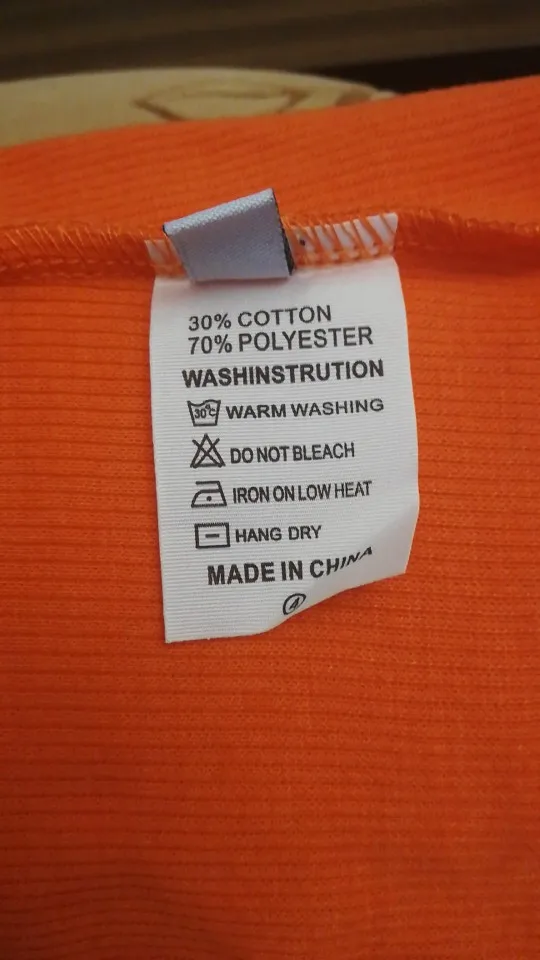 30% COTTON
70% POLYESTER
WASHINSTRUTION
30°C WARM WASHING
DO NOT BLEACH
IRON ON LOW HEAT
HANG DRY
MADE IN CHINA
④